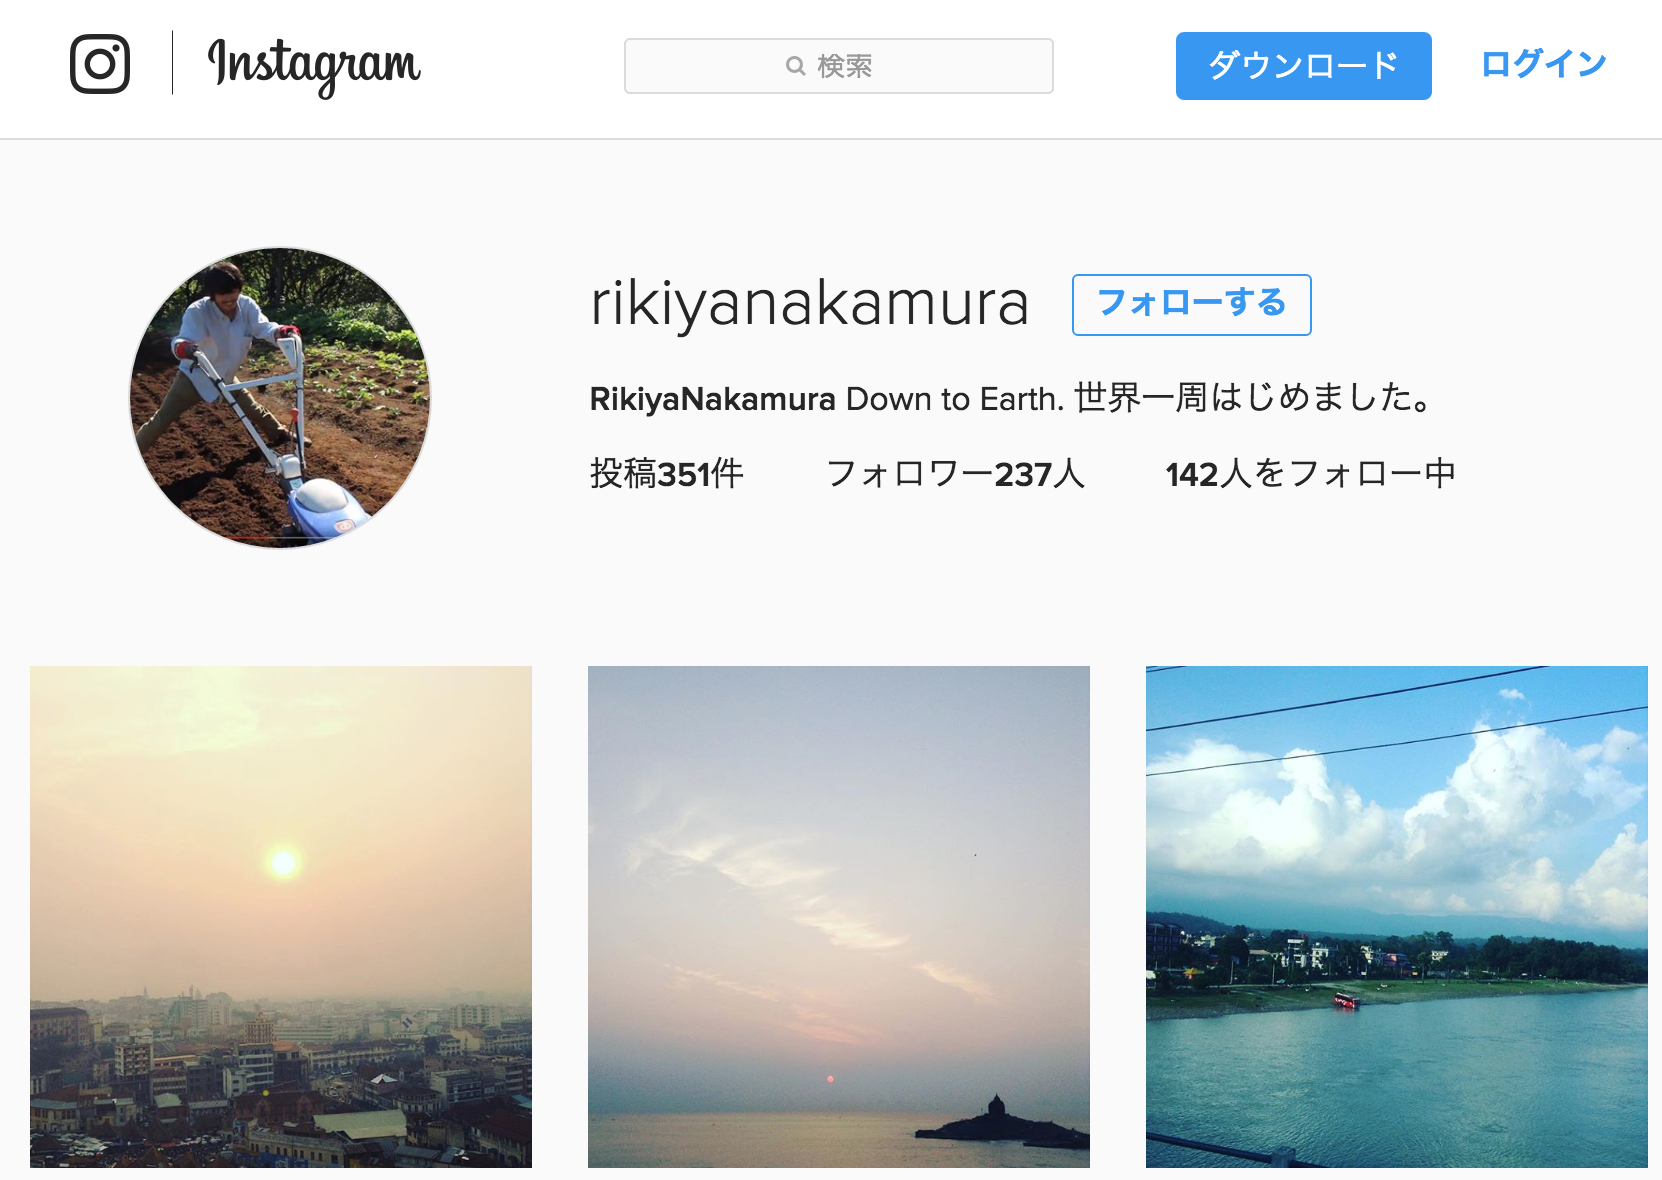 Instagram
検索
ダウンロード
ログイン
rikiyanakamura
フォローする
RikiyaNakamura Down to Earth. 世界一周はじめました。
投稿351件 フォロワー237人 142人をフォロー中